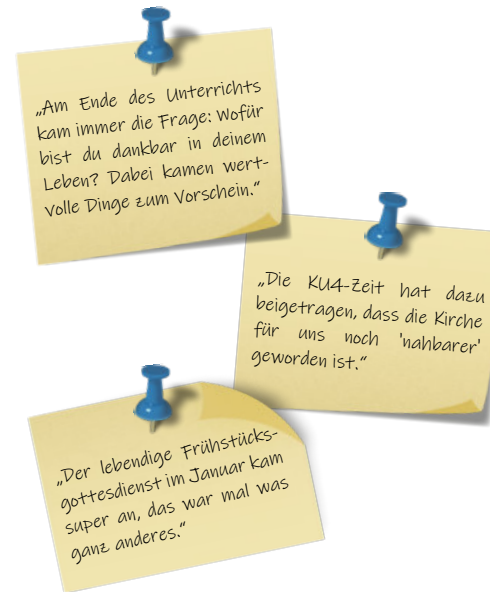 „Am Ende des Unterrichts
kam immer die Frage: Wofür
bist du dankbar in deinem
Leben? Dabei kamen wert-
volle Dinge zum Vorschein.“
„Die KU4-Zeit hat dazu
beigetragen, dass die Kirche
für uns noch 'nahbarer'
geworden ist.“
„Der lebendige Frühstücks-
gottesdienst im Januar kam
super an, das war mal was
ganz anderes.“